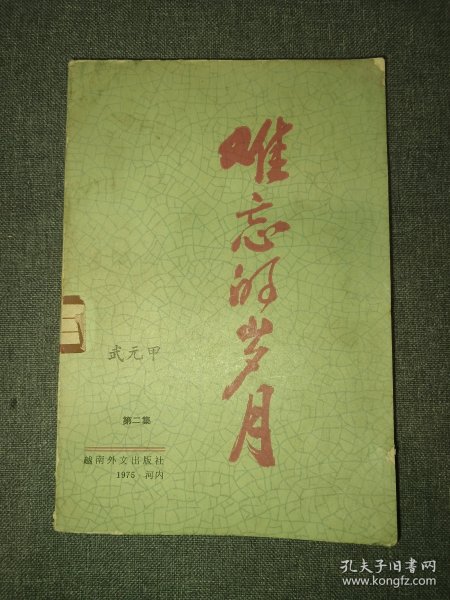 难忘的岁月
武元甲
第二集
越南外文出版社
1975 · 河内
孔夫子旧书网
www.kongfz.com